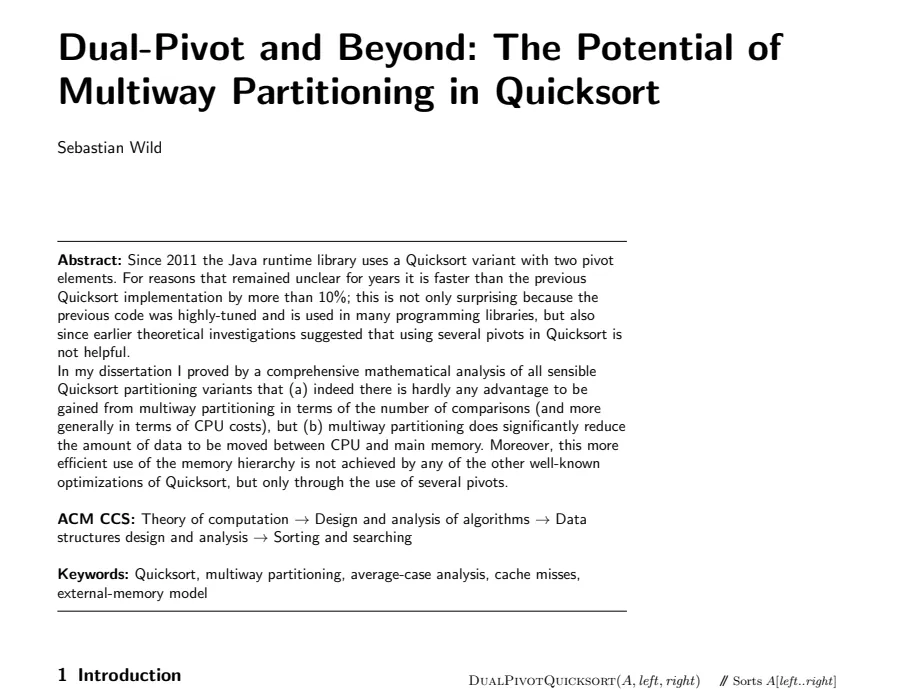 Dual-Pivot and Beyond: The Potential of
Multiway Partitioning in Quicksort
Sebastian Wild
Abstract: Since 2011 the Java runtime library uses a Quicksort variant with two pivot
elements. For reasons that remained unclear for years it is faster than the previous
Quicksort implementation by more than 10%; this is not only surprising because the
previous code was highly-tuned and is used in many programming libraries, but also
since earlier theoretical investigations suggested that using several pivots in Quicksort is
not helpful.
In my dissertation I proved by a comprehensive mathematical analysis of all sensible
Quicksort partitioning variants that (a) indeed there is hardly any advantage to be
gained from multiway partitioning in terms of the number of comparisons (and more
generally in terms of CPU costs), but (b) multiway partitioning does significantly reduce
the amount of data to be moved between CPU and main memory. Moreover, this more
efficient use of the memory hierarchy is not achieved by any of the other well-known
optimizations of Quicksort, but only through the use of several pivots.
ACM CCS: Theory of computation → Design and analysis of algorithms → Data
structures design and analysis → Sorting and searching
Keywords: Quicksort, multiway partitioning, average-case analysis, cache misses,
external-memory model
1 Introduction
DUALPIVOTQUICKSORT(A, left, right) // Sorts A[left..right]